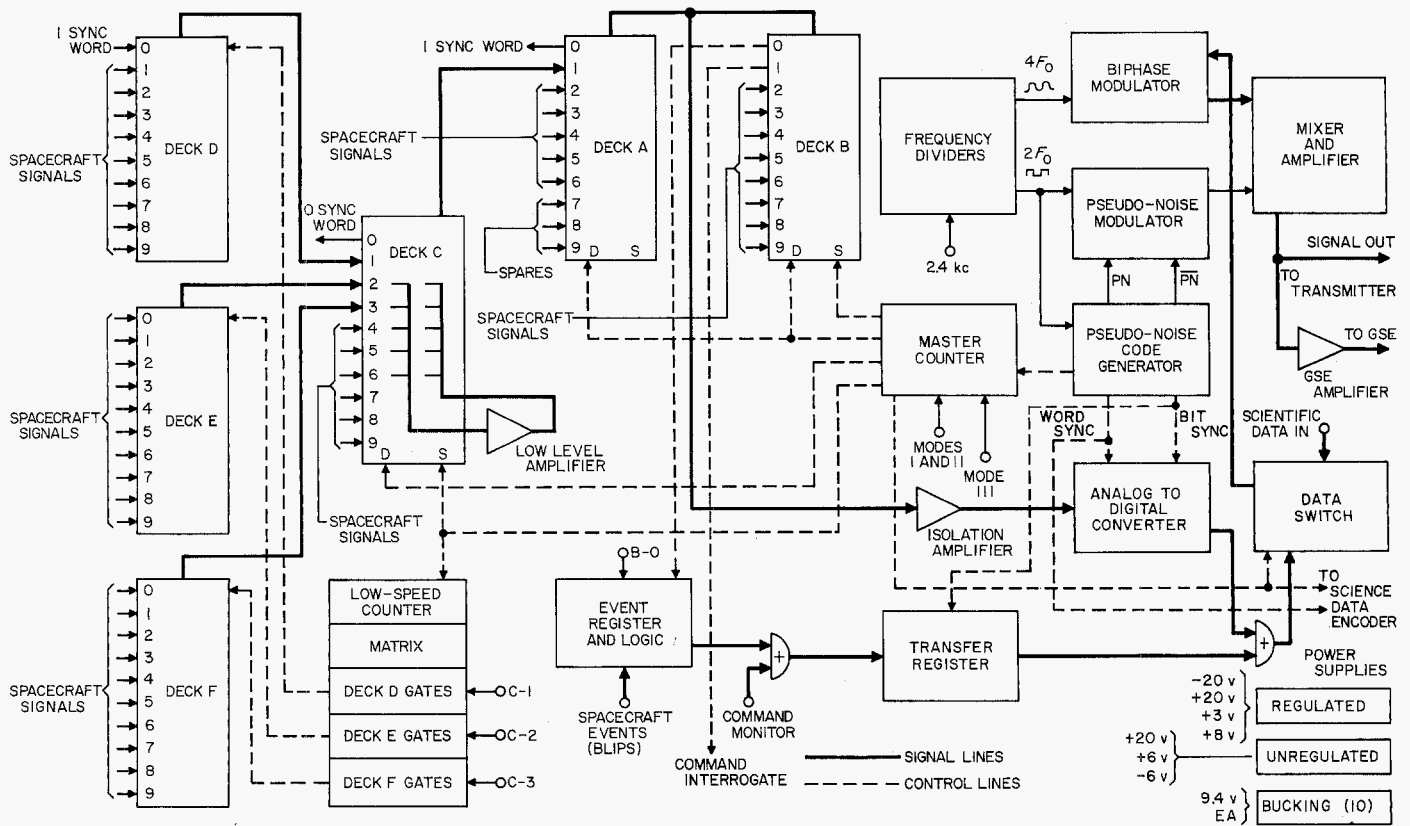 I SYNC
WORD
0
1
2
3
4
5
6
7
8
9
DECK D
SPACECRAFT
SIGNALS
0
1
2
3
4
5
6
7
8
9
DECK E
SPACECRAFT
SIGNALS
0
1
2
3
4
5
6
7
8
9
DECK F
SPACECRAFT
SIGNALS
O SYNC
WORD
DECK C
0
1
2
3
4
5
6
7
8
9
D
S
SPACECRAFT
SIGNALS
LOW LEVEL
AMPLIFIER
LOW-SPEED
COUNTER
MATRIX
DECK D GATES
C-1
DECK E GATES
C-2
DECK F GATES
C-3
I SYNC WORD
0
1
2
3
4
5
6
7
8
9
DECK A
D
S
SPACECRAFT
SIGNALS
SPARES
0
1
2
3
4
5
6
7
8
9
DECK B
D
S
SPACECRAFT
SIGNALS
FREQUENCY
DIVIDERS
2.4 kc
4F0
2F0
BIPHASE
MODULATOR
PSEUDO-NOISE
MODULATOR
PN
PN
MIXER
AND
AMPLIFIER
SIGNAL OUT
TO
TRANSMITTER
TO GSE
GSE
AMPLIFIER
MASTER
COUNTER
MODES
I AND II
MODE
III
PSEUDO-NOISE
CODE
GENERATOR
WORD
SYNC
BIT
SYNC
SCIENTIFIC
DATA IN
ISOLATION
AMPLIFIER
ANALOG TO
DIGITAL
CONVERTER
DATA
SWITCH
B-O
EVENT
REGISTER
AND LOGIC
SPACECRAFT
EVENTS
(BLIPS)
+
COMMAND
MONITOR
TRANSFER
REGISTER
+
TO
SCIENCE
DATA
ENCODER
COMMAND
INTERROGATE
SIGNAL LINES
CONTROL LINES
POWER
SUPPLIES
-20 v
+20 v
+3 v
+8 v
REGULATED
+20 v
+6 v
-6 v
UNREGULATED
9.4 v
EA
BUCKING (10)